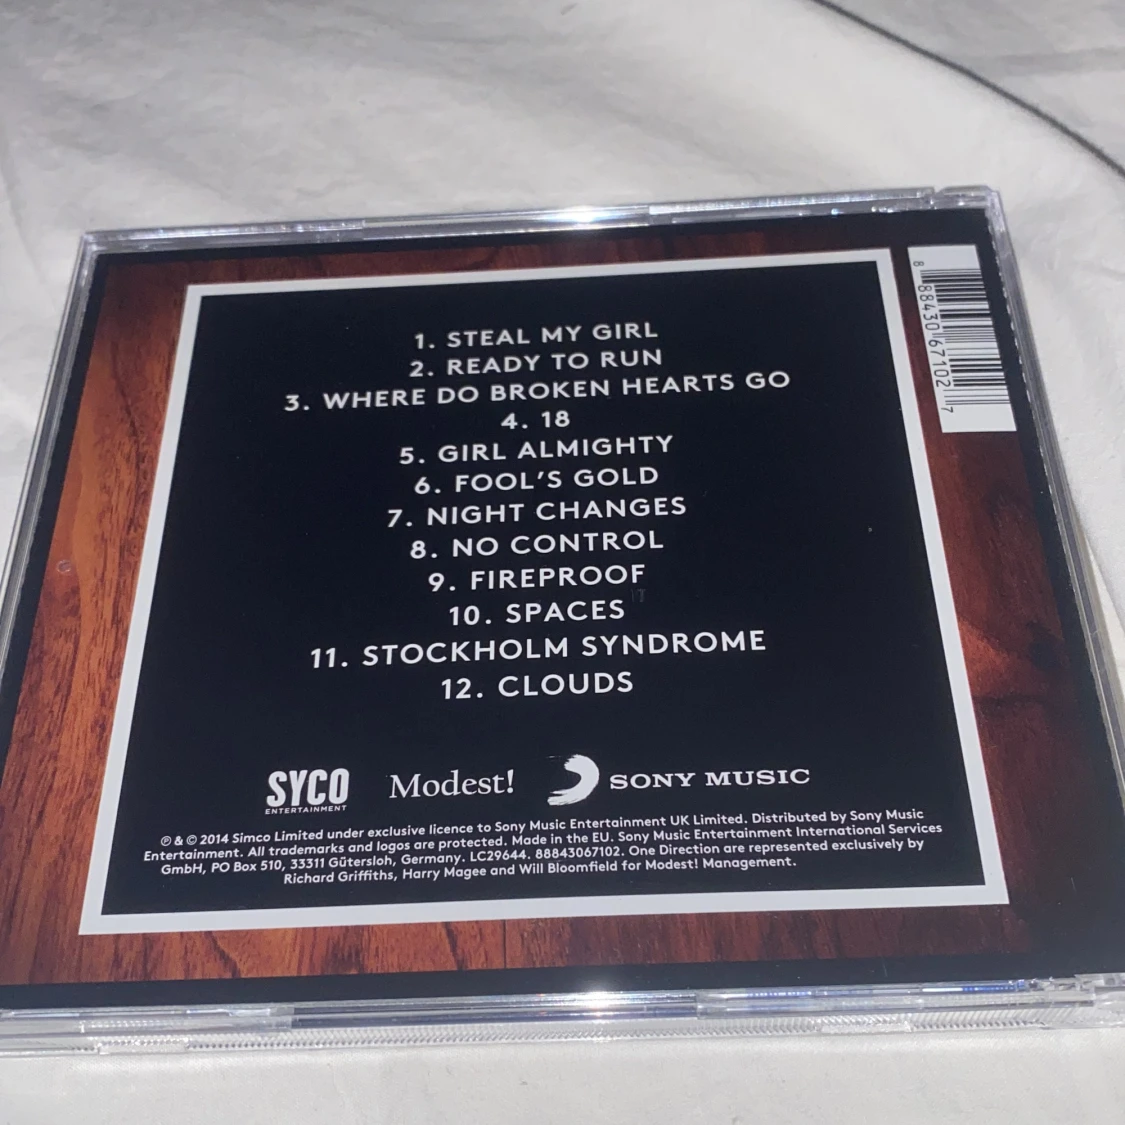 1. STEAL MY GIRL
2. READY TO RUN
3. WHERE DO BROKEN HEARTS GO
4. 18
5. GIRL ALMIGHTY
6. FOOL'S GOLD
7. NIGHT CHANGES
8. NO CONTROL
9. FIREPROOF
10. SPACES
11. STOCKHOLM SYNDROME
12. CLOUDS
SYCO
ENTERTAINMENT
Modest!
SONY MUSIC
℗ & © 2014 Simco Limited under exclusive licence to Sony Music Entertainment UK Limited. Distributed by Sony Music
Entertainment. All trademarks and logos are protected. Made in the EU. Sony Music Entertainment International Services
GmbH, PO Box 510, 33311 Gütersloh, Germany. LC29644. 88843067102. One Direction are represented exclusively by
Richard Griffiths, Harry Magee and Will Bloomfield for Modest! Management.
8 88430 67102 7